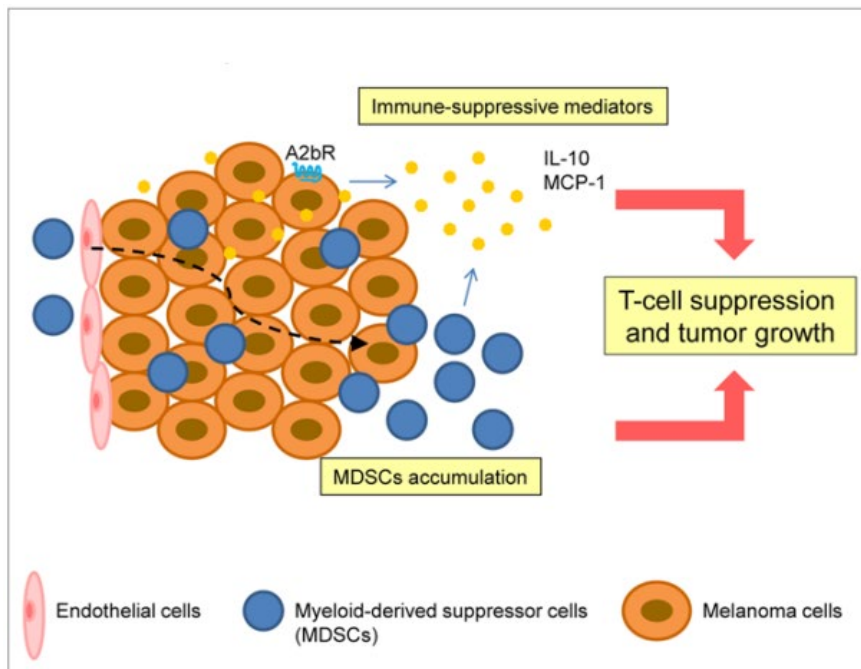 Immune-suppressive mediators
A2bR
IL-10
MCP-1
T-cell suppression
and tumor growth
MDSCs accumulation
Endothelial cells
Myeloid-derived suppressor cells
(MDSCs)
Melanoma cells